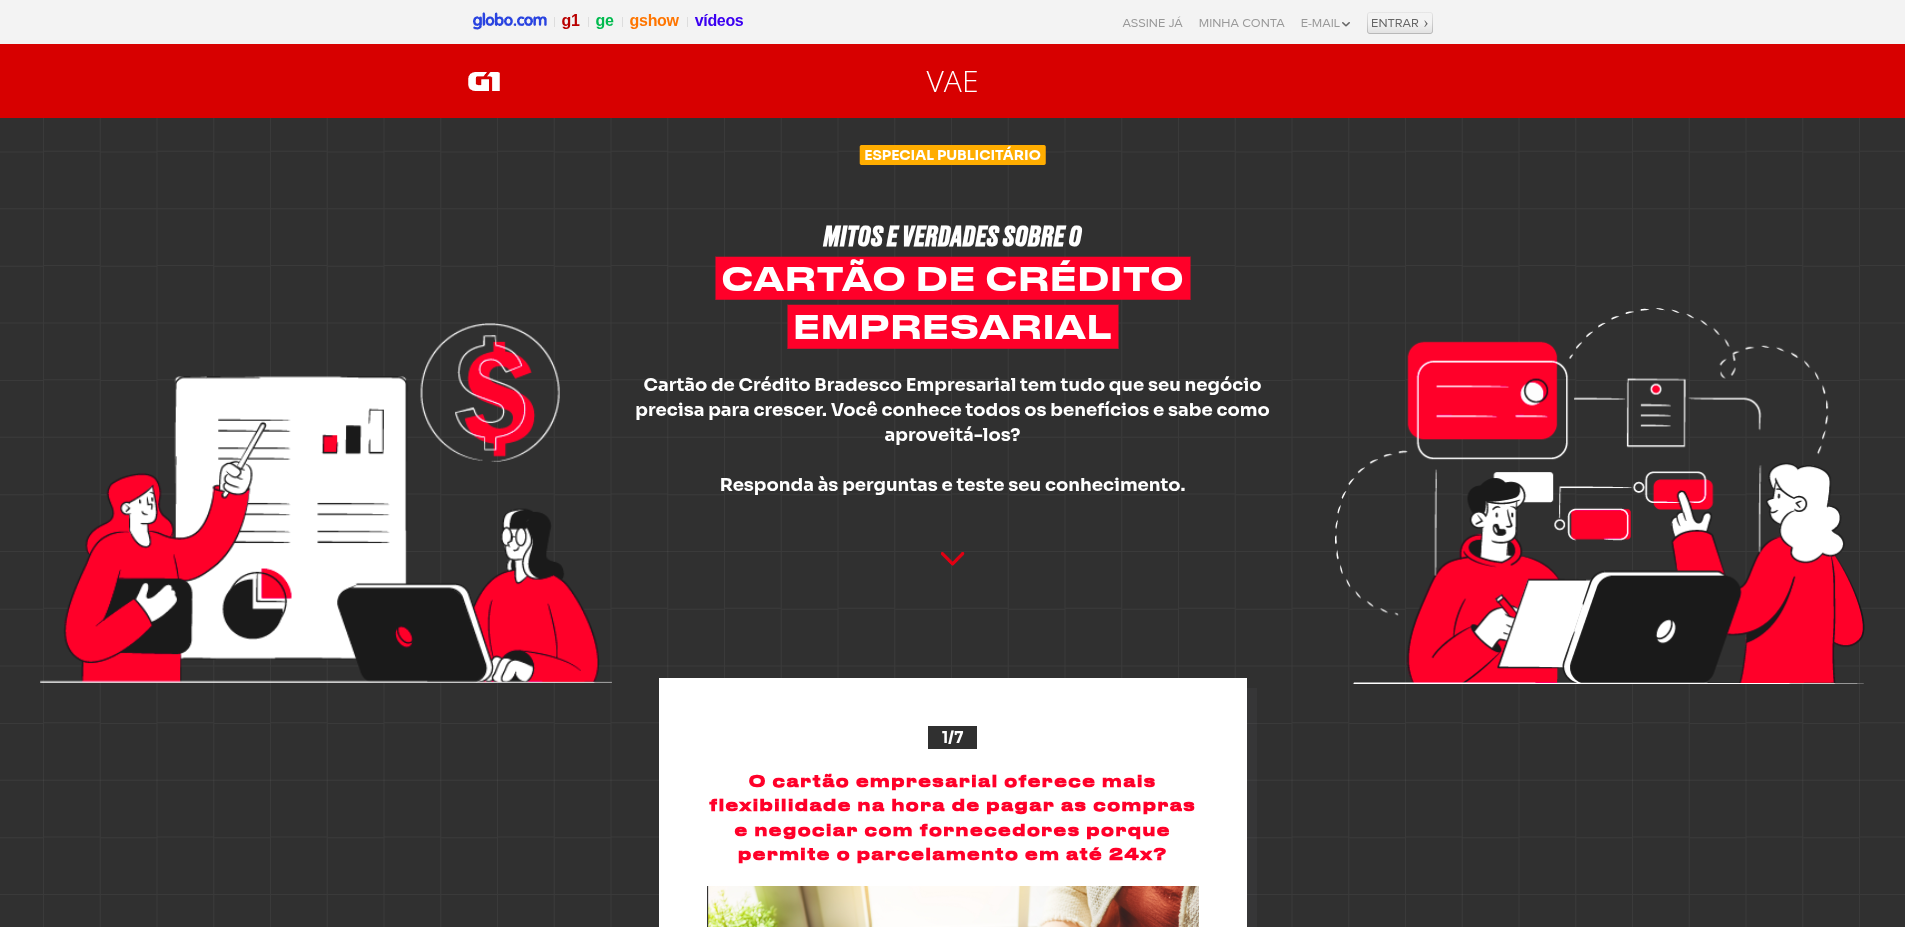 globo.com g1 ge gshow vídeos ASSINE JÁ MINHA CONTA E-MAIL ENTRAR ›
G1 VAE
ESPECIAL PUBLICITÁRIO
MITOS E VERDADES SOBRE O
CARTÃO DE CRÉDITO
EMPRESARIAL
Cartão de Crédito Bradesco Empresarial tem tudo que seu negócio
precisa para crescer. Você conhece todos os benefícios e sabe como
aproveitá-los?
Responda às perguntas e teste seu conhecimento.
$
1/7
O cartão empresarial oferece mais
flexibilidade na hora de pagar as compras
e negociar com fornecedores porque
permite o parcelamento em até 24x?